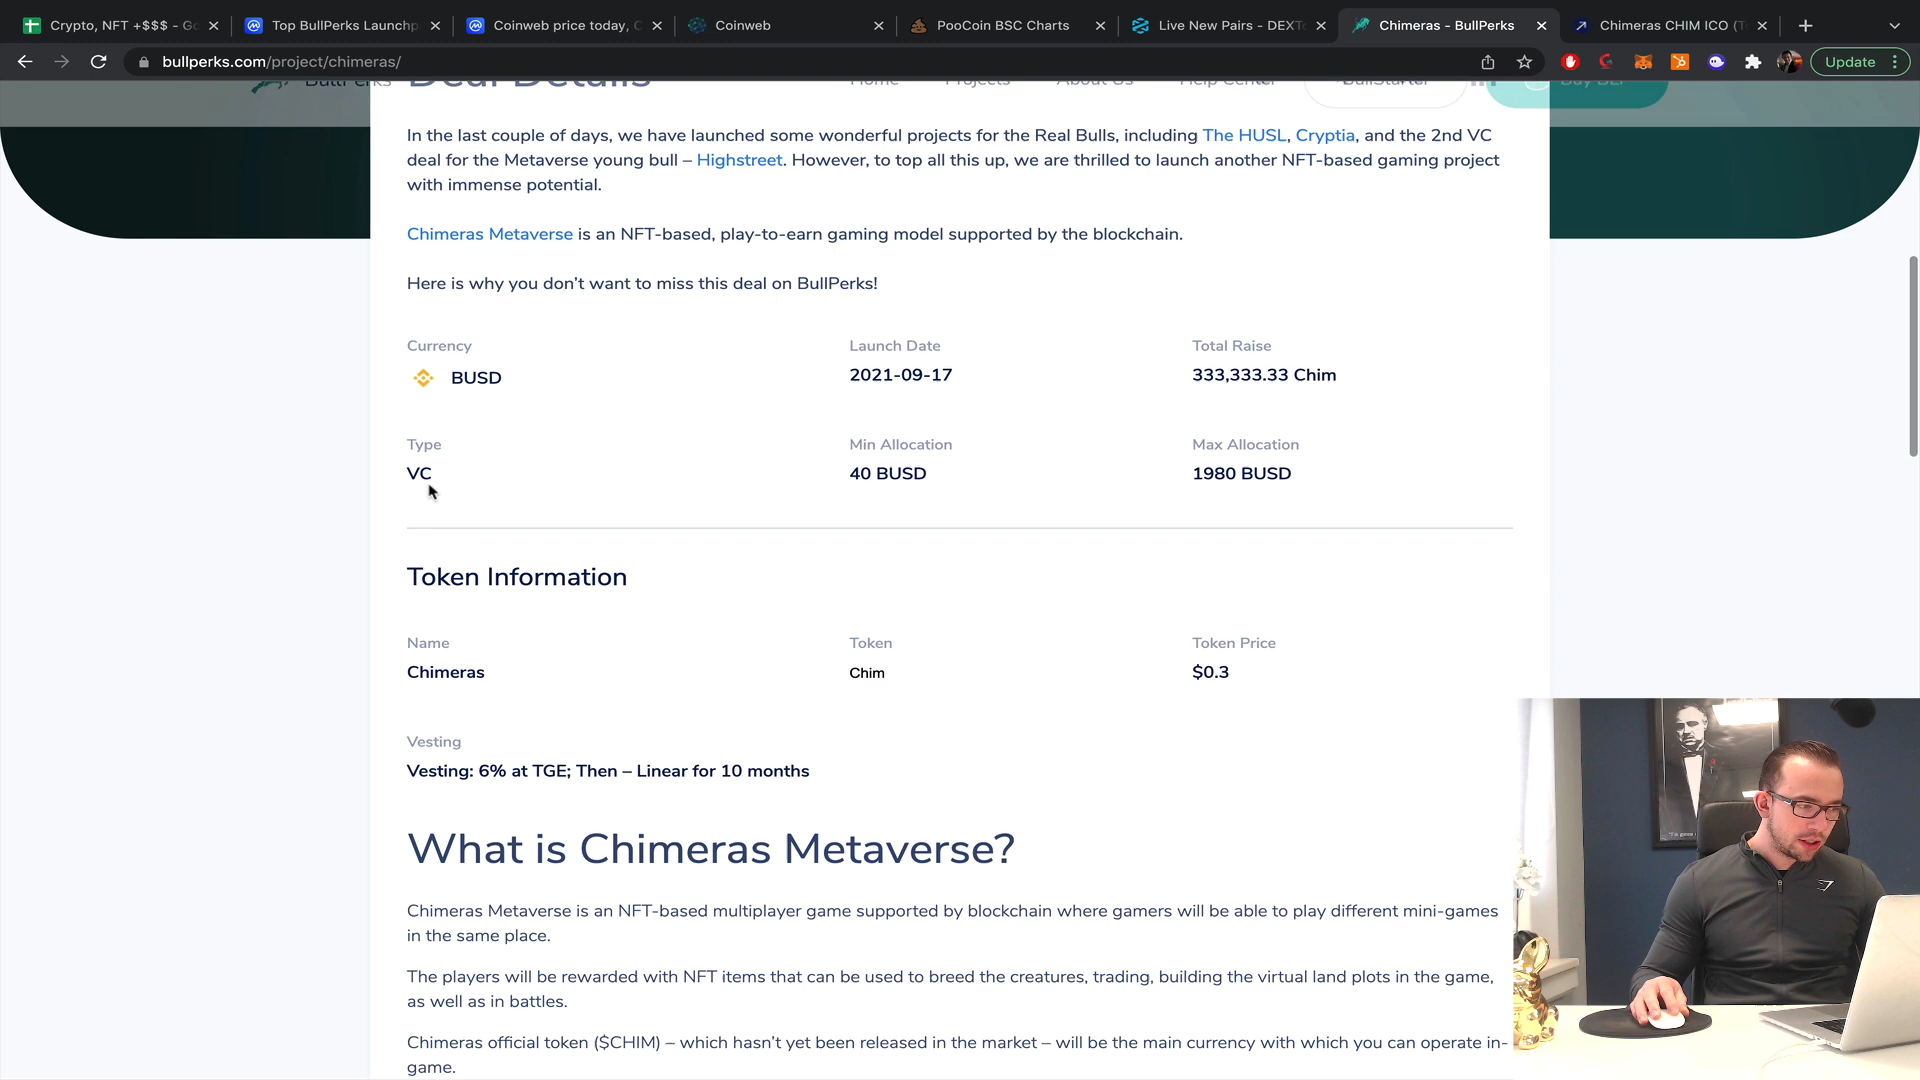 Crypto, NFT +$$$ - Go
Top BullPerks Launchp
Coinweb price today, C
Coinweb
PooCoin BSC Charts
Live New Pairs - DEXTo
Chimeras - BullPerks
Chimeras CHIM ICO (T
bullperks.com/project/chimeras/
Update
BullPerks
Deal Details
Home
Projects
About Us
Help Center
BullStarter
In the last couple of days, we have launched some wonderful projects for the Real Bulls, including The HUSL, Cryptia, and the 2nd VC
deal for the Metaverse young bull – Highstreet. However, to top all this up, we are thrilled to launch another NFT-based gaming project
with immense potential.
Chimeras Metaverse is an NFT-based, play-to-earn gaming model supported by the blockchain.
Here is why you don’t want to miss this deal on BullPerks!
Currency
Launch Date
Total Raise
BUSD
2021-09-17
333,333.33 Chim
Type
Min Allocation
Max Allocation
VC
40 BUSD
1980 BUSD
Token Information
Name
Token
Token Price
Chimeras
Chim
$0.3
Vesting
Vesting: 6% at TGE; Then – Linear for 10 months
What is Chimeras Metaverse?
Chimeras Metaverse is an NFT-based multiplayer game supported by blockchain where gamers will be able to play different mini-games
in the same place.
The players will be rewarded with NFT items that can be used to breed the creatures, trading, building the virtual land plots in the game,
as well as in battles.
Chimeras official token ($CHIM) – which hasn’t yet been released in the market – will be the main currency with which you can operate in-
game.